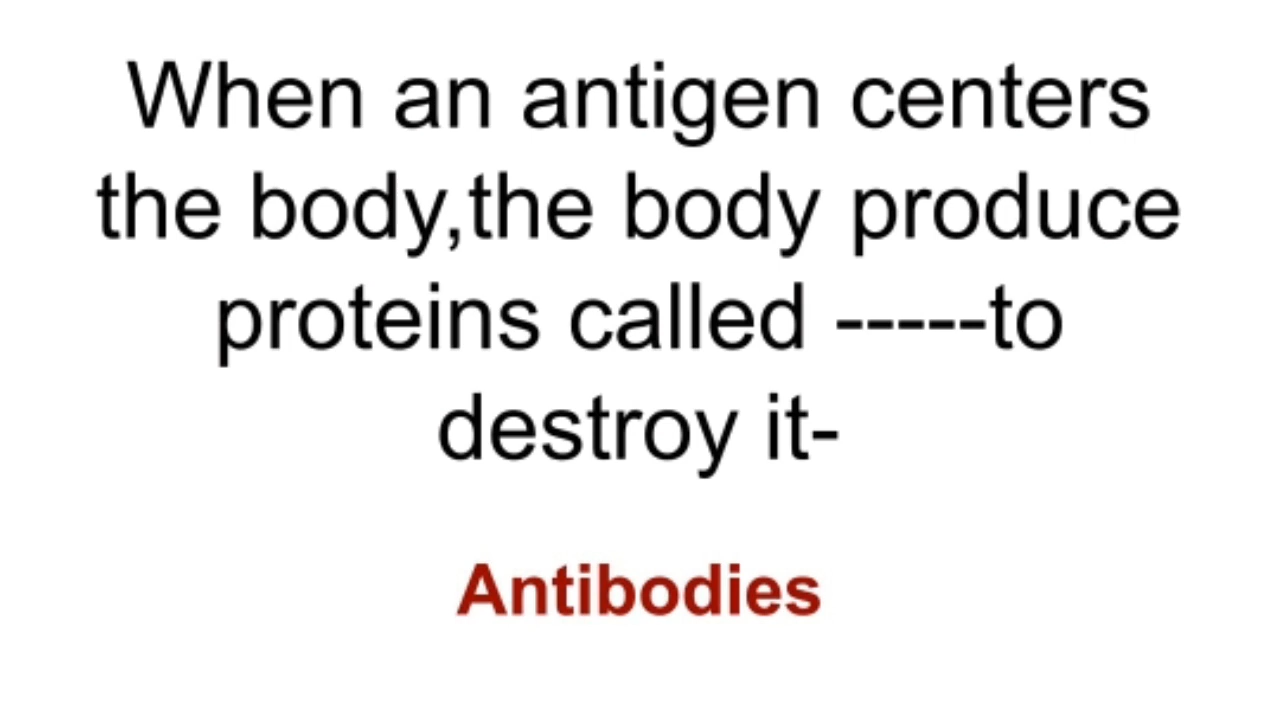 When an antigen centers
the body,the body produce
proteins called -----to
destroy it-
Antibodies